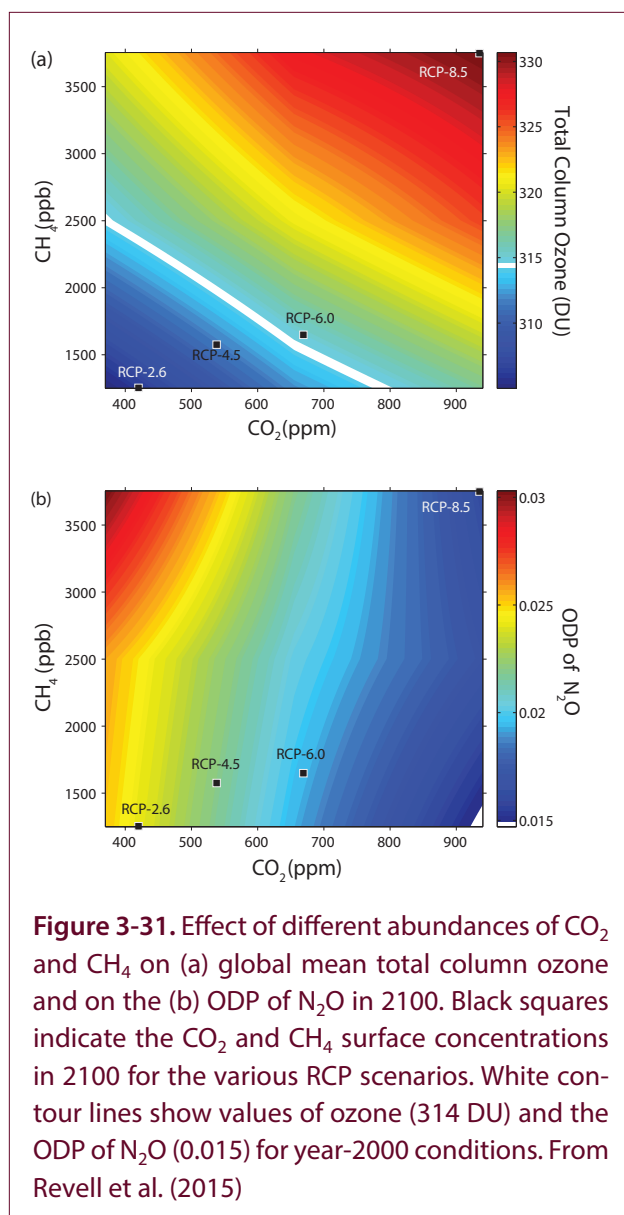 (a)
RCP-8.5
RCP-6.0
RCP-4.5
RCP-2.6
3500
3000
2500
2000
1500
CH₄(ppb)
400 500 600 700 800 900
CO₂(ppm)
330
325
320
315
310
Total Column Ozone (DU)
(b)
RCP-8.5
RCP-6.0
RCP-4.5
RCP-2.6
3500
3000
2500
2000
1500
CH₄ (ppb)
400 500 600 700 800 900
CO₂(ppm)
0.03
0.025
0.02
0.015
ODP of N₂O
Figure 3-31. Effect of different abundances of CO₂
and CH₄ on (a) global mean total column ozone
and on the (b) ODP of N₂O in 2100. Black squares
indicate the CO₂ and CH₄ surface concentrations
in 2100 for the various RCP scenarios. White con-
tour lines show values of ozone (314 DU) and the
ODP of N₂O (0.015) for year-2000 conditions. From
Revell et al. (2015)